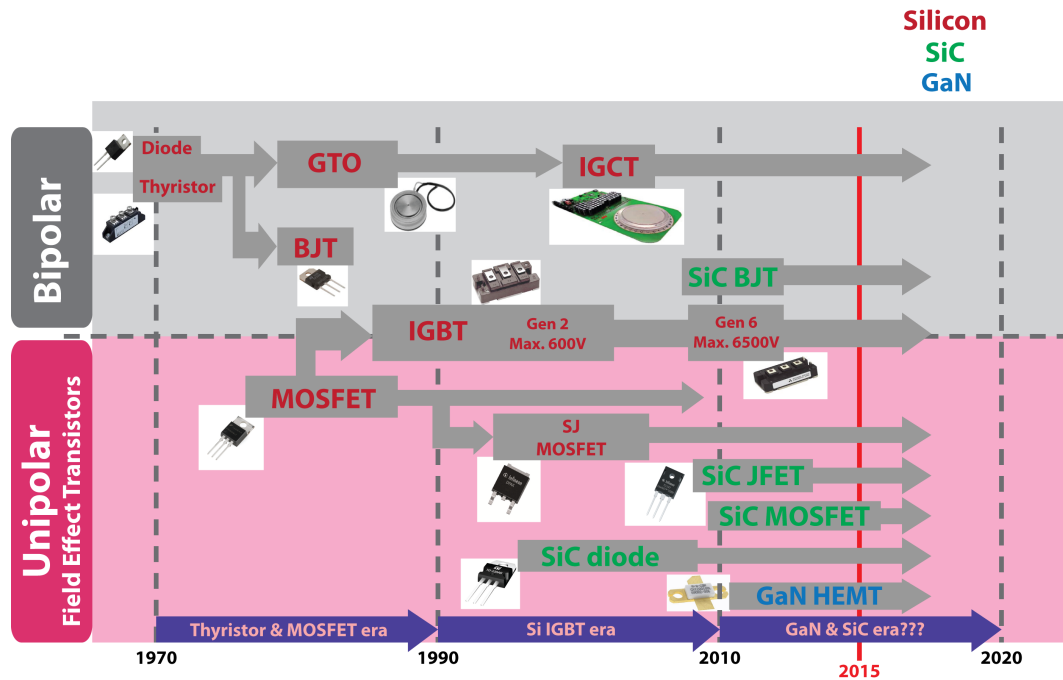 Silicon
SiC
GaN
Bipolar
Diode
Thyristor
GTO
IGCT
BJT
SiC BJT
IGBT
Gen 2
Max. 600V
Gen 6
Max. 6500V
Unipolar
Field Effect Transistors
MOSFET
SJ
MOSFET
SiC JFET
SiC MOSFET
SiC diode
GaN HEMT
Thyristor & MOSFET era
Si IGBT era
GaN & SiC era???
1970
1990
2010
2015
2020